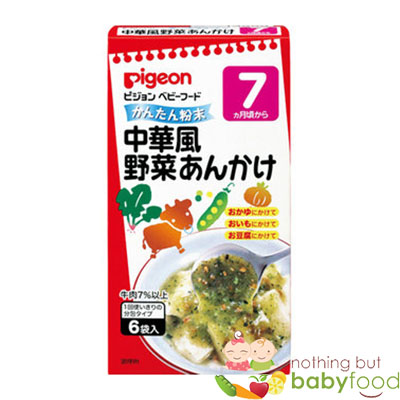 pigeon
ピジョン ベビーフード
7
カ月頃から
かんたん粉末
中華風
野菜あんかけ
おかゆにかけて
おいもにかけて
お豆腐にかけて
牛肉7%以上
1回使いきりの
分包タイプ
6袋入
調理例
nothing but
babyfood